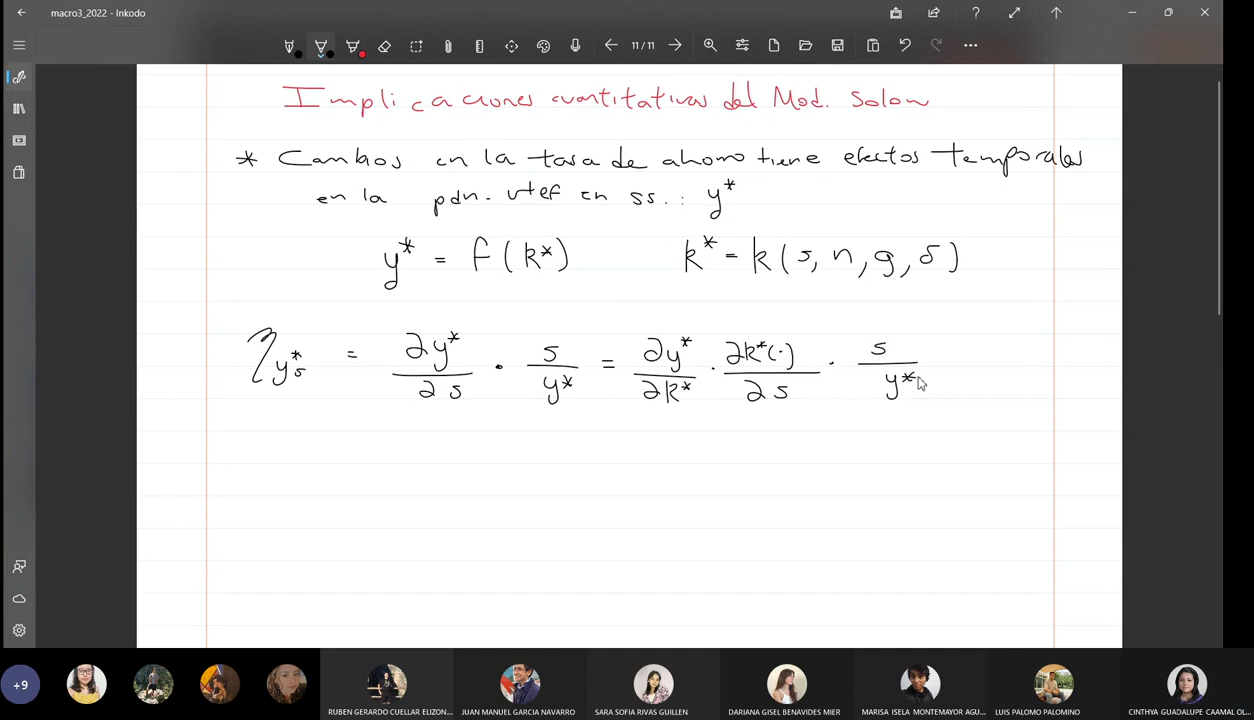 macro3_2022 - Inkodo
11/11
Implicaciones cuantitativas del Mod. Solow
* Cambios en la tasa de ahorro tiene efectos temporales
en la pdn. utef en ss. : y*
y* = f(k*) k* = k(s, n, g, δ)
η y*s = ∂y*/∂s · s/y* = ∂y*/∂k* · ∂k*(·)/∂s · s/y*
+9
RUBEN GERARDO CUELLAR ELIZON...
JUAN MANUEL GARCIA NAVARRO
SARA SOFIA RIVAS GUILLEN
DARIANA GISEL BENAVIDES MIER
MARISA ISELA MONTEMAYOR AGU...
LUIS PALOMO PALOMINO
CINTHYA GUADALUPE CAAMAL OL...